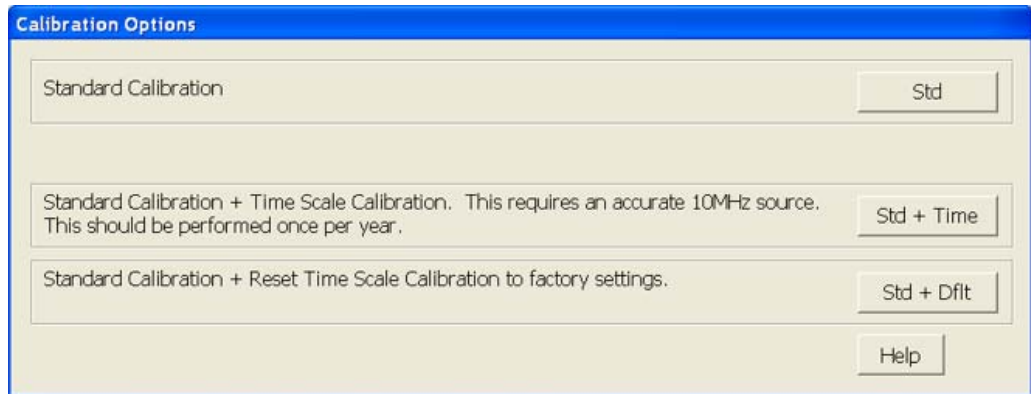 Calibration Options
Standard Calibration
Std
Standard Calibration + Time Scale Calibration.  This requires an accurate 10MHz source.
This should be performed once per year.
Std + Time
Standard Calibration + Reset Time Scale Calibration to factory settings.
Std + Dflt
Help